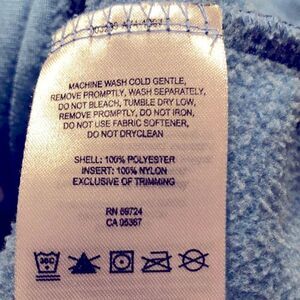 MACHINE WASH COLD GENTLE,
REMOVE PROMPTLY, WASH SEPARATELY,
DO NOT BLEACH, TUMBLE DRY LOW,
REMOVE PROMPTLY, DO NOT IRON,
DO NOT USE FABRIC SOFTENER,
DO NOT DRYCLEAN
SHELL: 100% POLYESTER
INSERT: 100% NYLON
EXCLUSIVE OF TRIMMING
RN 69724
CA 05367